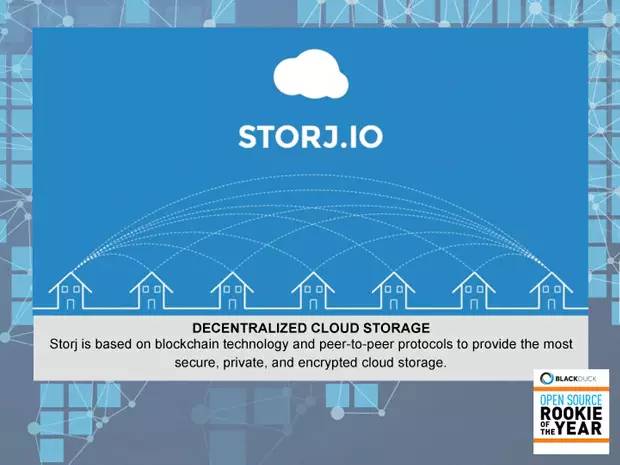 STORJ.IO
DECENTRALIZED CLOUD STORAGE
Storj is based on blockchain technology and peer-to-peer protocols to provide the most
secure, private, and encrypted cloud storage.
BLACKDUCK
OPEN SOURCE
ROOKIE
OF THE
YEAR